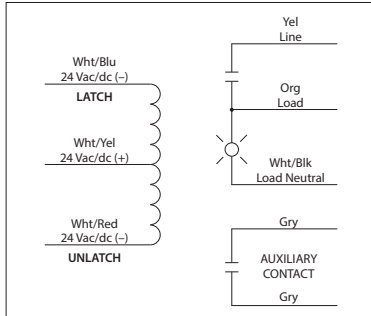 Wht/Blu
24 Vac/dc (–)
LATCH
Wht/Yel
24 Vac/dc (+)
Wht/Red
24 Vac/dc (–)
UNLATCH
Yel
Line
Org
Load
Wht/Blk
Load Neutral
Gry
AUXILIARY
CONTACT
Gry